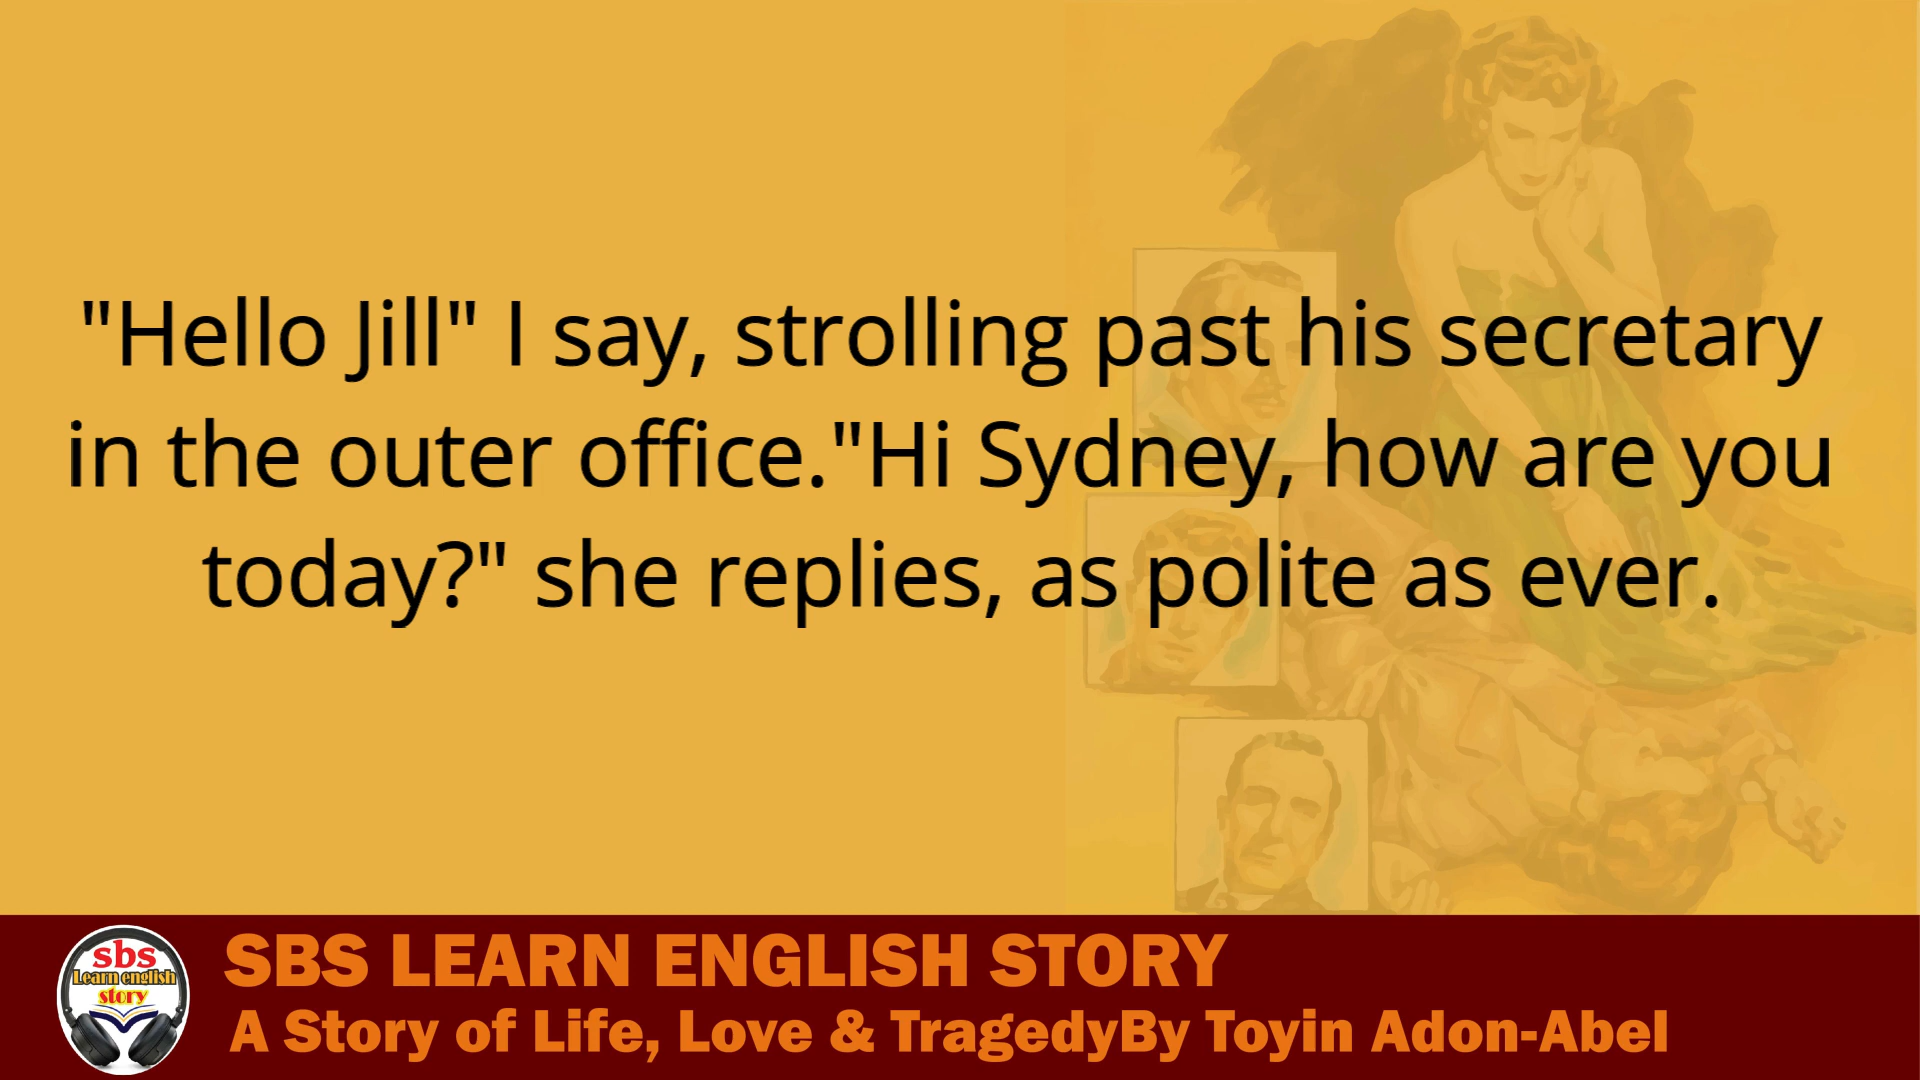 "Hello Jill" I say, strolling past his secretary
in the outer office."Hi Sydney, how are you
today?" she replies, as polite as ever.
sbs
Learn english
story
SBS LEARN ENGLISH STORY
A Story of Life, Love & TragedyBy Toyin Adon-Abel